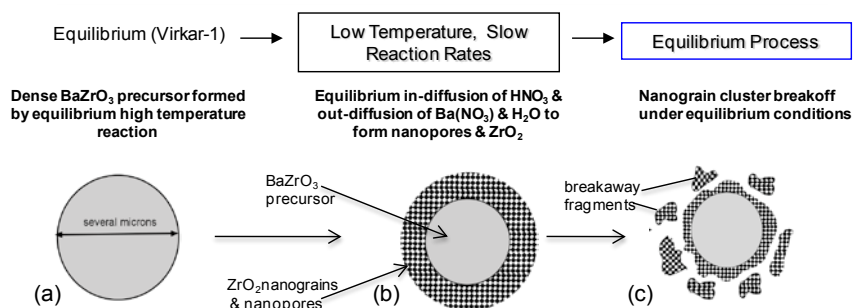 Equilibrium (Virkar-1)
Low Temperature, Slow
Reaction Rates
Equilibrium Process
Dense BaZrO₃ precursor formed
by equilibrium high temperature
reaction
Equilibrium in-diffusion of HNO₃ &
out-diffusion of Ba(NO₃) & H₂O to
form nanopores & ZrO₂
Nanograin cluster breakoff
under equilibrium conditions
several microns
(a)
BaZrO₃
precursor
ZrO₂ nanograins
& nanopores
(b)
breakaway
fragments
(c)